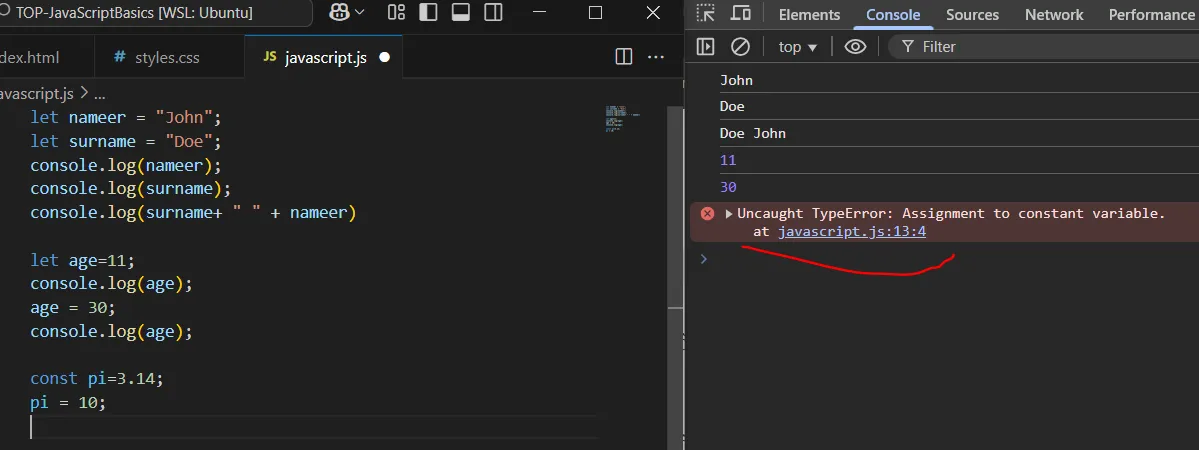 TOP-JavaScriptBasics [WSL: Ubuntu]
dex.html
# styles.css
JS javascript.js
avascript.js > ...
let nameer = "John";
let surname = "Doe";
console.log(nameer);
console.log(surname);
console.log(surname+ " " + nameer)
let age=11;
console.log(age);
age = 30;
console.log(age);
const pi=3.14;
pi = 10;
Elements Console Sources Network Performance
top Filter
John
Doe
Doe John
11
30
Uncaught TypeError: Assignment to constant variable.
at javascript.js:13:4